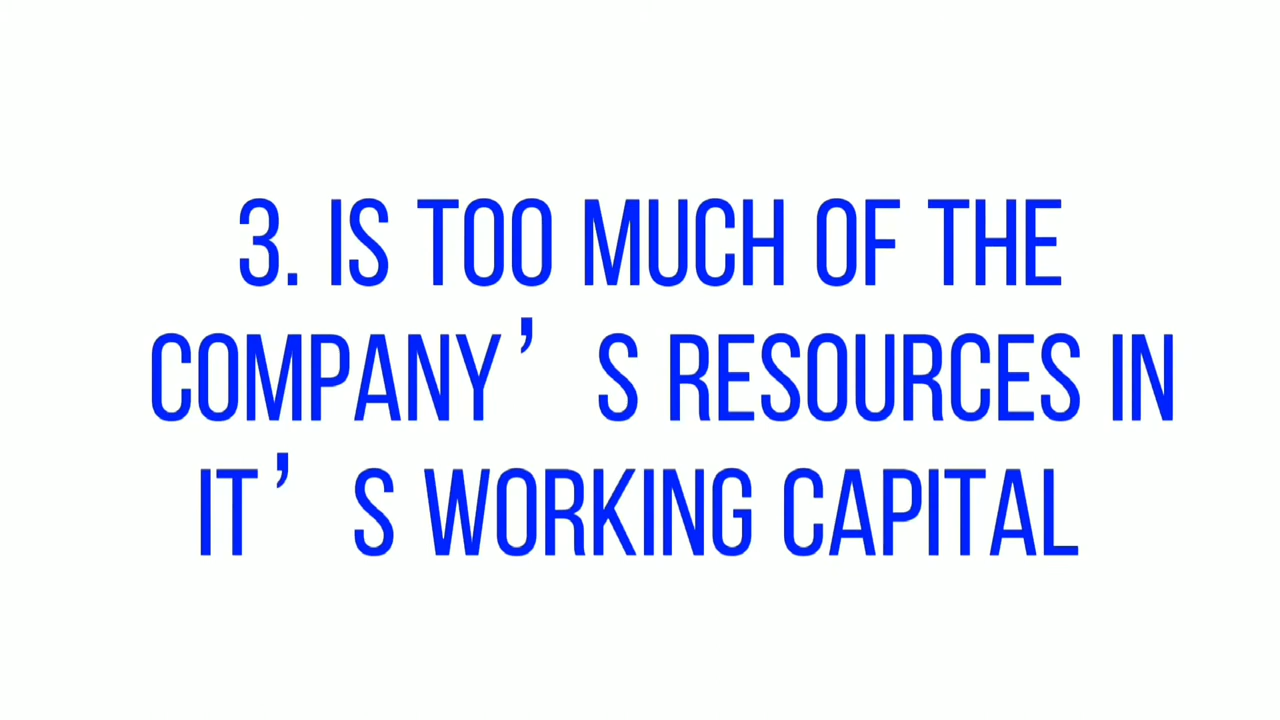 3. IS TOO MUCH OF THE
COMPANY’S RESOURCES IN
IT’S WORKING CAPITAL